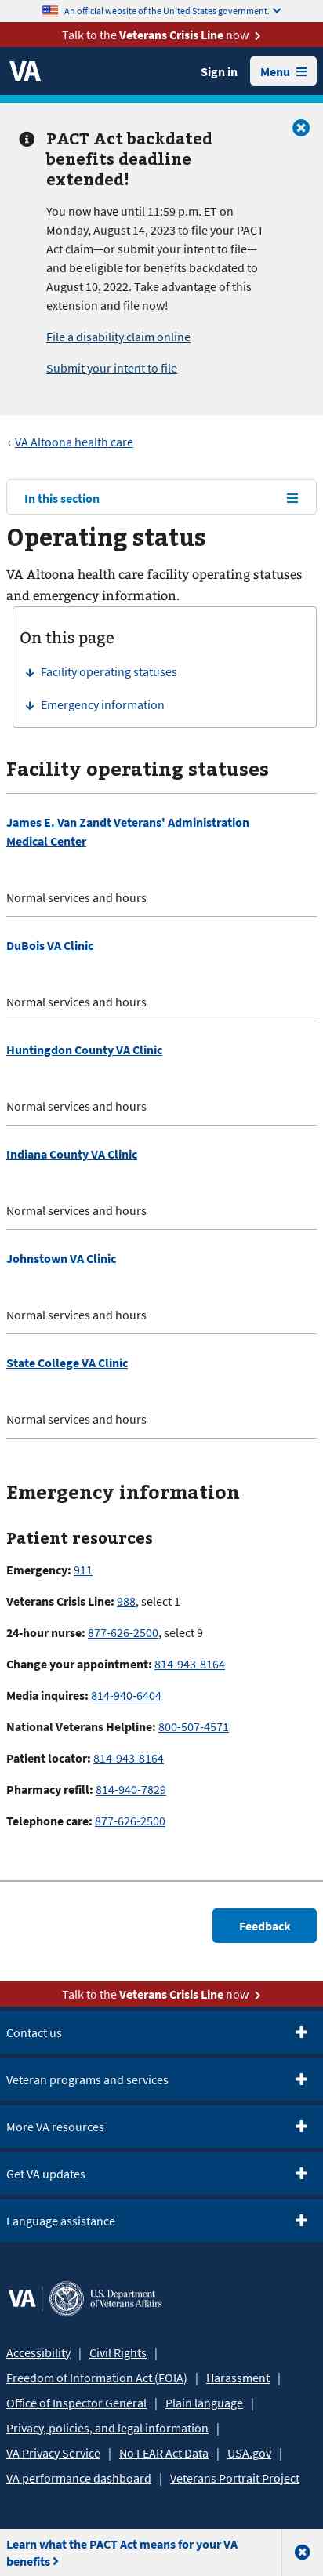 An official website of the United States government.
Talk to the Veterans Crisis Line now
VA
Sign in
Menu
PACT Act backdated
benefits deadline
extended!
You now have until 11:59 p.m. ET on
Monday, August 14, 2023 to file your PACT
Act claim—or submit your intent to file—
and be eligible for benefits backdated to
August 10, 2022. Take advantage of this
extension and file now!
File a disability claim online
Submit your intent to file
‹ VA Altoona health care
In this section
Operating status
VA Altoona health care facility operating statuses
and emergency information.
On this page
Facility operating statuses
Emergency information
Facility operating statuses
James E. Van Zandt Veterans' Administration
Medical Center
Normal services and hours
DuBois VA Clinic
Normal services and hours
Huntingdon County VA Clinic
Normal services and hours
Indiana County VA Clinic
Normal services and hours
Johnstown VA Clinic
Normal services and hours
State College VA Clinic
Normal services and hours
Emergency information
Patient resources
Emergency: 911
Veterans Crisis Line: 988, select 1
24-hour nurse: 877-626-2500, select 9
Change your appointment: 814-943-8164
Media inquires: 814-940-6404
National Veterans Helpline: 800-507-4571
Patient locator: 814-943-8164
Pharmacy refill: 814-940-7829
Telephone care: 877-626-2500
Feedback
Talk to the Veterans Crisis Line now
Contact us
Veteran programs and services
More VA resources
Get VA updates
Language assistance
VA | U.S. Department
of Veterans Affairs
Accessibility | Civil Rights |
Freedom of Information Act (FOIA) | Harassment |
Office of Inspector General | Plain language |
Privacy, policies, and legal information |
VA Privacy Service | No FEAR Act Data | USA.gov |
VA performance dashboard | Veterans Portrait Project
Learn what the PACT Act means for your VA
benefits